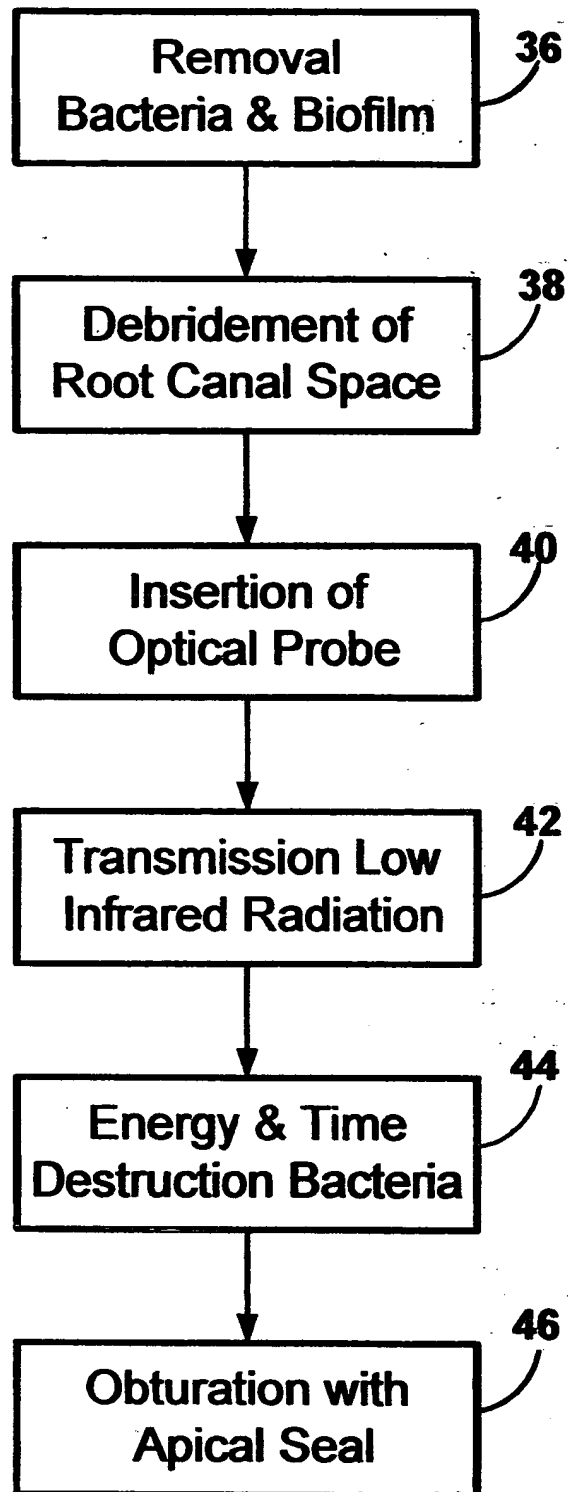 Removal
Bacteria & Biofilm
36
Debridement of
Root Canal Space
38
Insertion of
Optical Probe
40
Transmission Low
Infrared Radiation
42
Energy & Time
Destruction Bacteria
44
Obturation with
Apical Seal
46